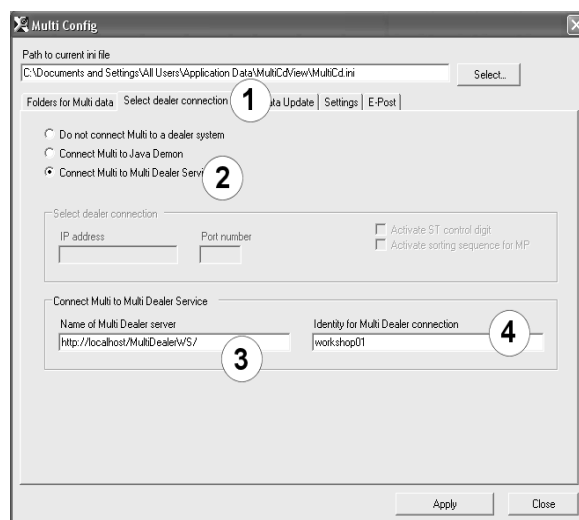 Multi Config
Path to current ini file
C:\Documents and Settings\All Users\Application Data\MultiCdView\MultiCd.ini
Select...
Folders for Multi data Select dealer connection 1 ata Update Settings E-Post
Do not connect Multi to a dealer system
Connect Multi to Java Demon
Connect Multi to Multi Dealer Servi 2
Select dealer connection
IP address Port number Activate ST control digit
Activate sorting sequence for MP
Connect Multi to Multi Dealer Service
Name of Multi Dealer server Identity for Multi Dealer connection
http://localhost/MultiDealerWS/ workshop01
3 4
Apply Close